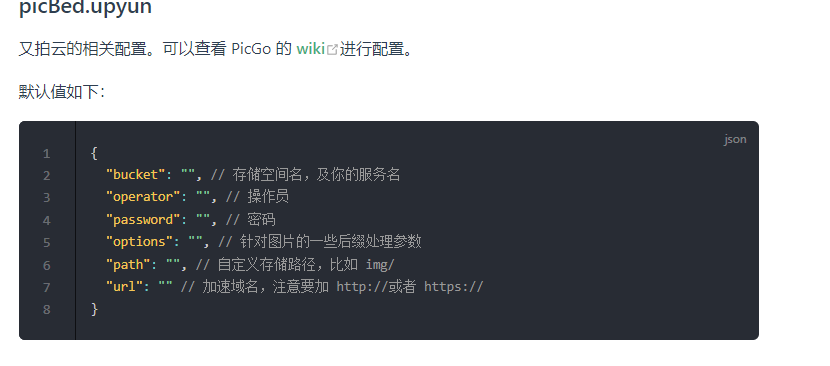 picBed.upyun
又拍云的相关配置。可以查看 PicGo 的 wiki进行配置。
默认值如下：
json
1 {
2 "bucket": "", // 存储空间名，及你的服务名
3 "operator": "", // 操作员
4 "password": "", // 密码
5 "options": "", // 针对图片的一些后缀处理参数
6 "path": "", // 自定义存储路径，比如 img/
7 "url": "" // 加速域名，注意要加 http://或者 https://
8 }